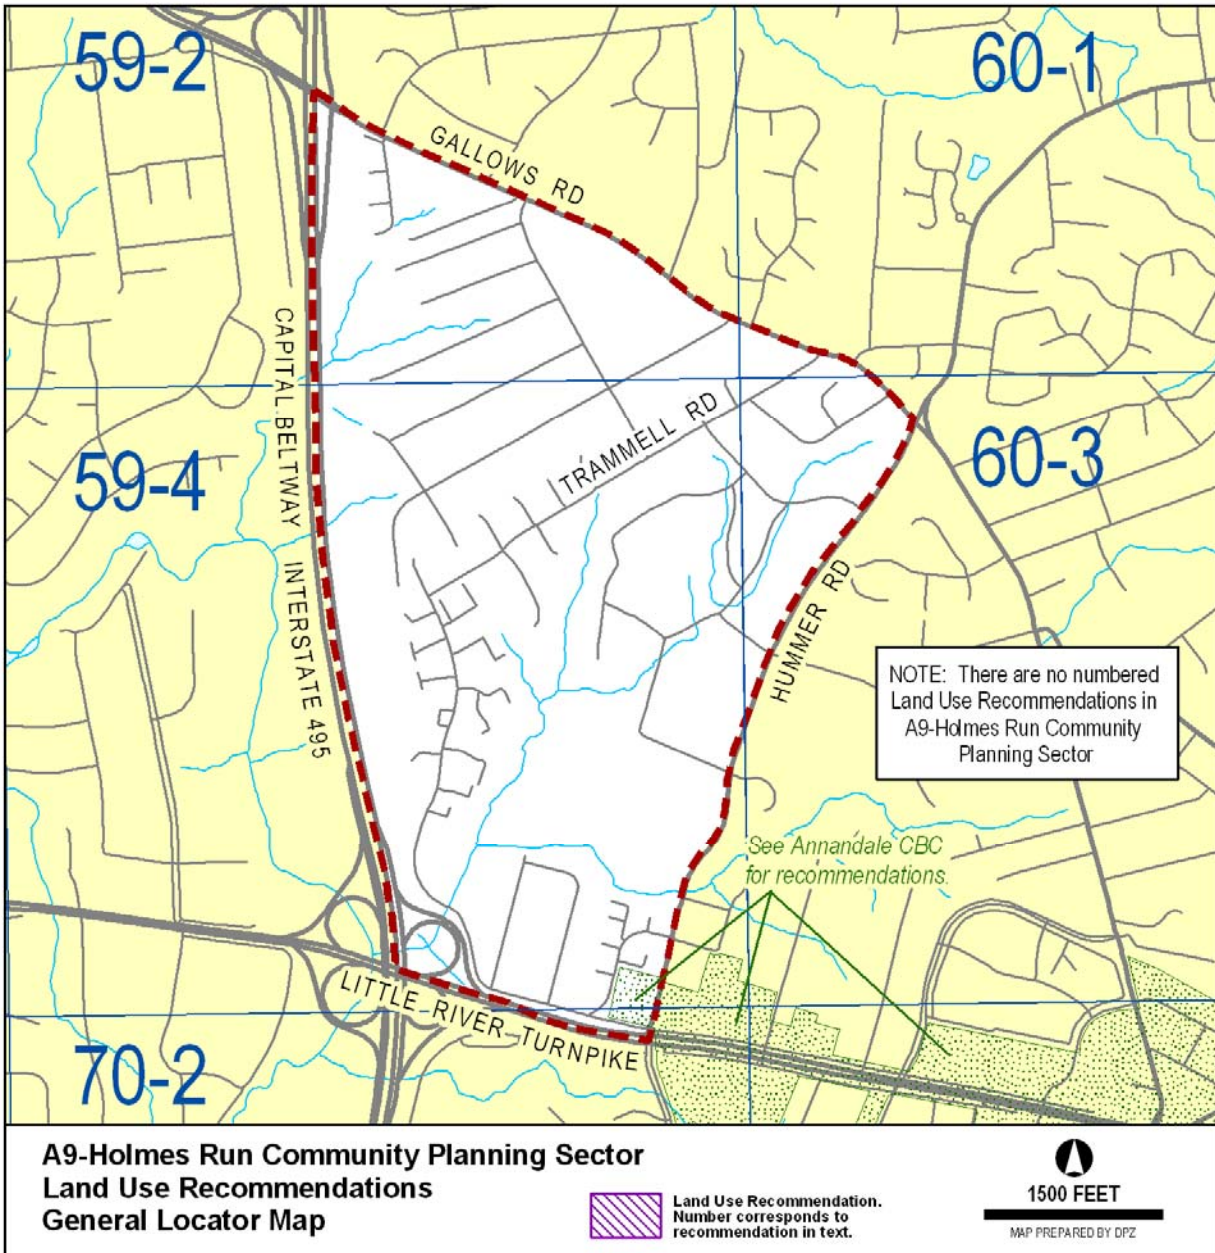 59-2
60-1
GALLOWS RD
CAPITAL BELTWAY INTERSTATE 495
TRAMMELL RD
59-4
60-3
HUMMER RD
NOTE: There are no numbered
Land Use Recommendations in
A9-Holmes Run Community
Planning Sector
See Annandale CBC
for recommendations.
LITTLE RIVER TURNPIKE
70-2
A9-Holmes Run Community Planning Sector
Land Use Recommendations
General Locator Map
Land Use Recommendation.
Number corresponds to
recommendation in text.
1500 FEET
MAP PREPARED BY DPZ